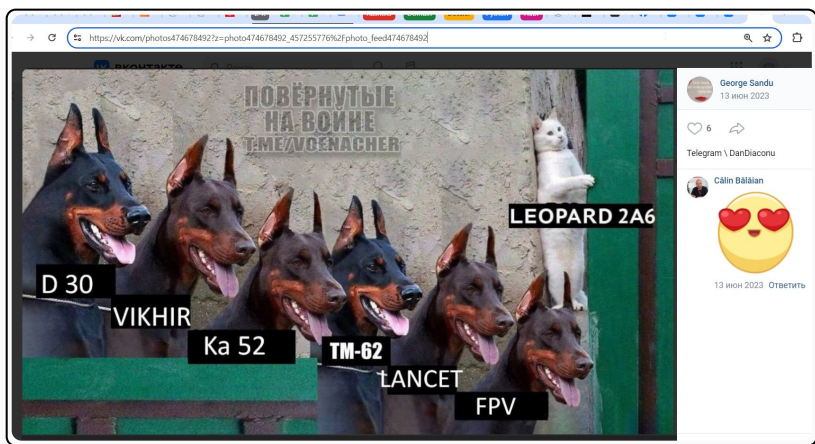 https://vk.com/photos474678492?z=photo474678492_457255776%2Fphoto_feed474678492
ВКОНТАКТЕ
ПОВЁРНУТЫЕ
НА ВОЙНЕ
T.ME/VOENACHER
LEOPARD 2A6
D 30
VIKHIR
Ka 52
TM-62
LANCET
FPV
George Sandu
13 июн 2023
6
Telegram \ DanDiaconu
Călin Bălăian
13 июн 2023 Ответить